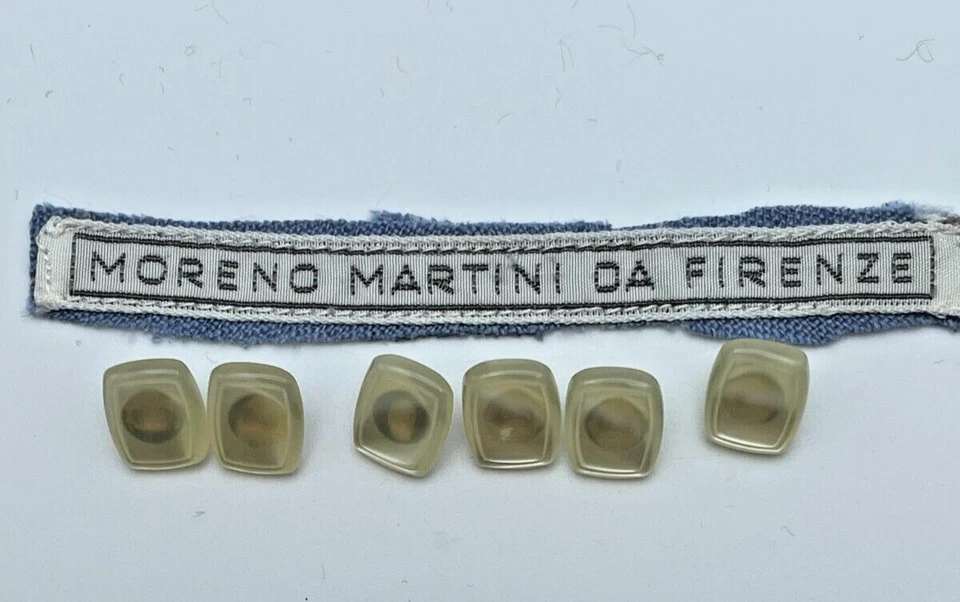 MORENO MARTINI DA FIRENZE